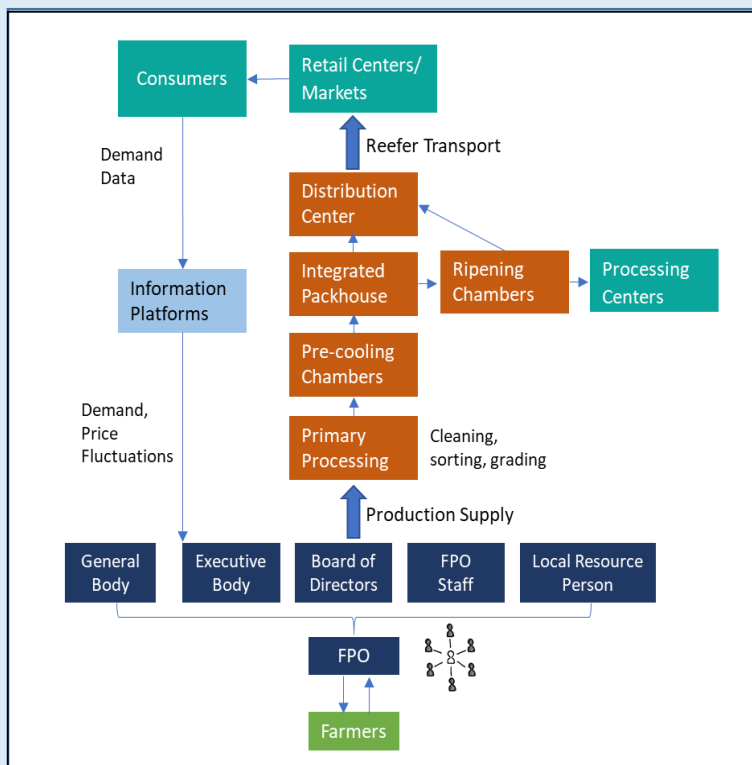 Consumers
Retail Centers/
Markets
Demand
Data
Reefer Transport
Distribution
Center
Information
Platforms
Integrated
Packhouse
Ripening
Chambers
Processing
Centers
Pre-cooling
Chambers
Demand,
Price
Fluctuations
Primary
Processing
Cleaning,
sorting, grading
Production Supply
General
Body
Executive
Body
Board of
Directors
FPO
Staff
Local Resource
Person
FPO
Farmers